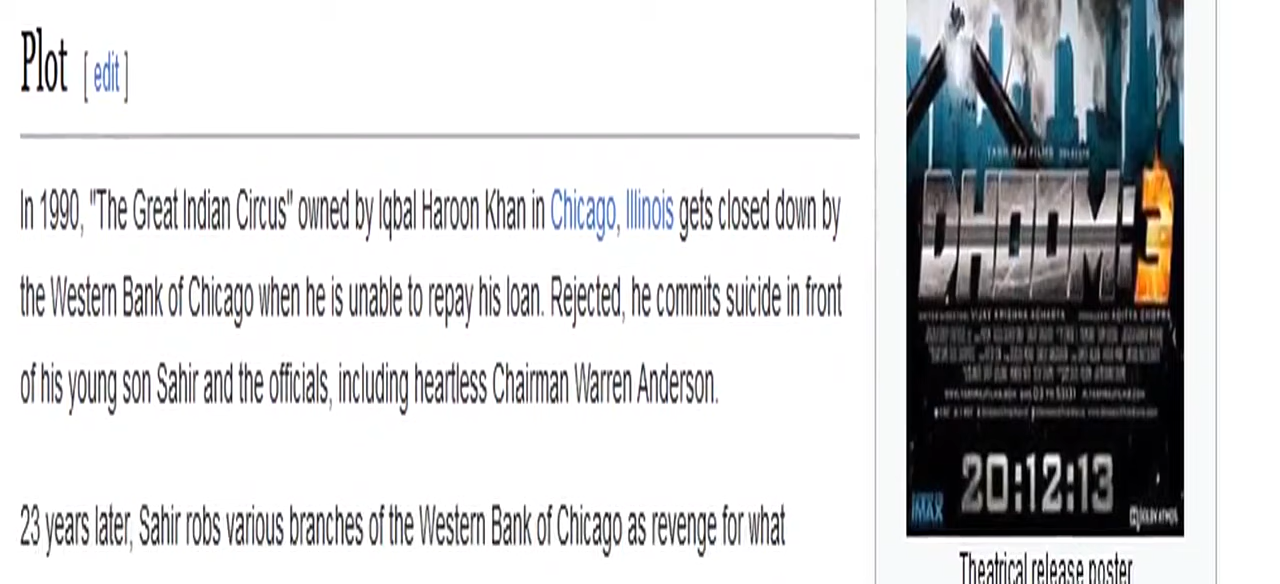 Plot [ edit ]
In 1990, "The Great Indian Circus" owned by Iqbal Haroon Khan in Chicago, Illinois gets closed down by
the Western Bank of Chicago when he is unable to repay his loan. Rejected, he commits suicide in front
of his young son Sahir and the officials, including heartless Chairman Warren Anderson.
23 years later, Sahir robs various branches of the Western Bank of Chicago as revenge for what
DHOOM:3
20:12:13
IMAX
Theatrical release poster